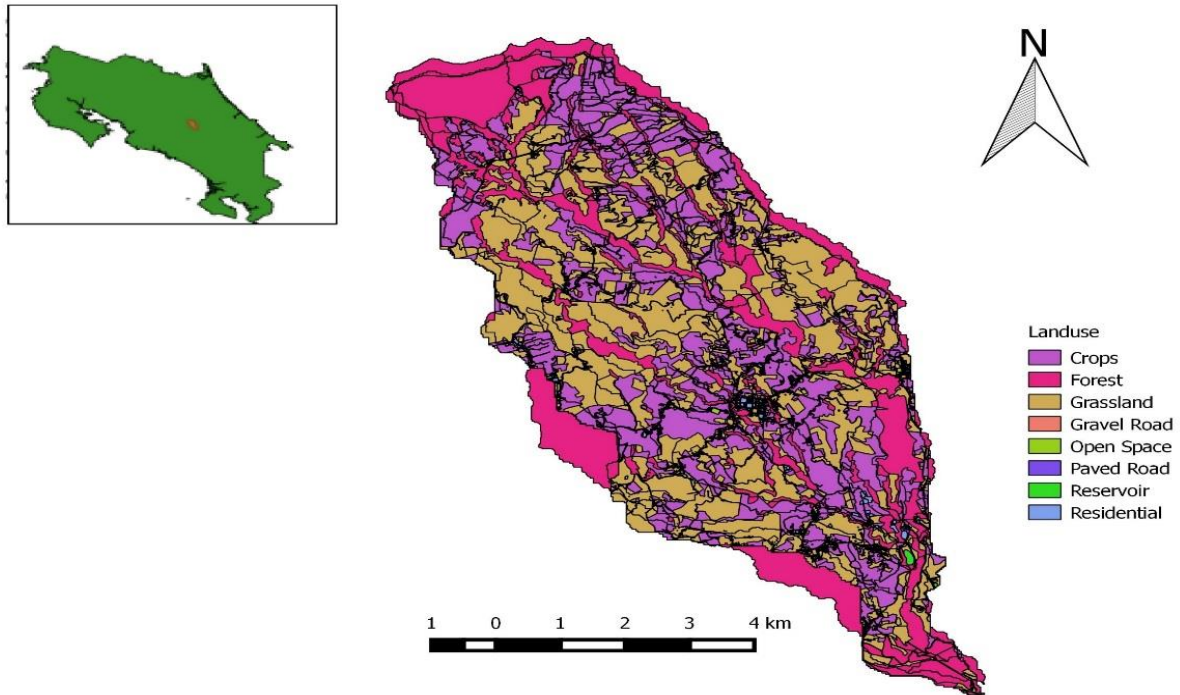 N
Landuse
Crops
Forest
Grassland
Gravel Road
Open Space
Paved Road
Reservoir
Residential
1 0 1 2 3 4 km